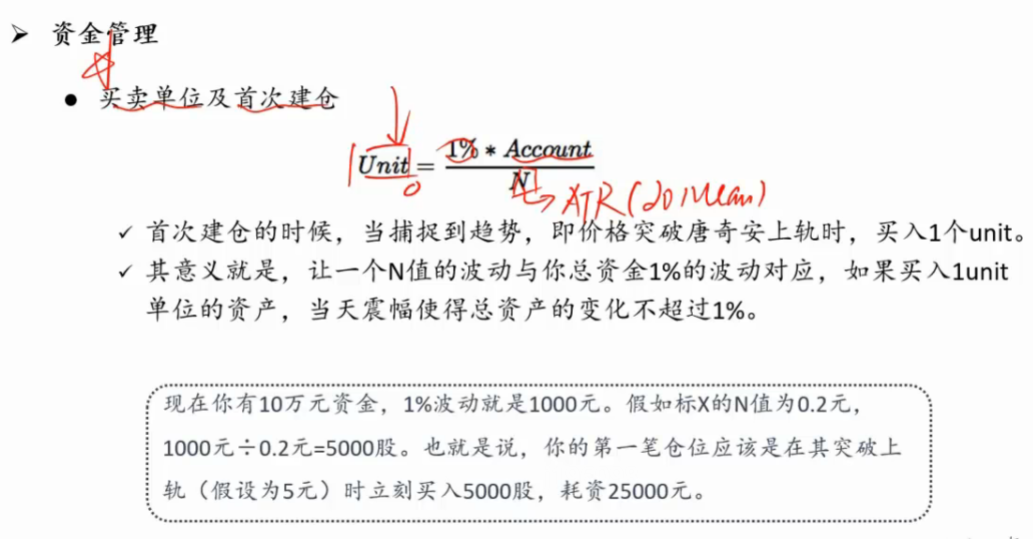 ➢ 资金管理
● 买卖单位及首次建仓
Unit = 1% * Account / N
ATR (20 Mean)
✓ 首次建仓的时候，当捕捉到趋势，即价格突破唐奇安上轨时，买入1个unit。
✓ 其意义就是，让一个N值的波动与你总资金1%的波动对应，如果买入1unit
单位的资产，当天震幅使得总资产的变化不超过1%。
现在你有10万元资金，1%波动就是1000元。假如标X的N值为0.2元，
1000元÷0.2元=5000股。也就是说，你的第一笔仓位应该是在其突破上
轨（假设为5元）时立刻买入5000股，耗资25000元。